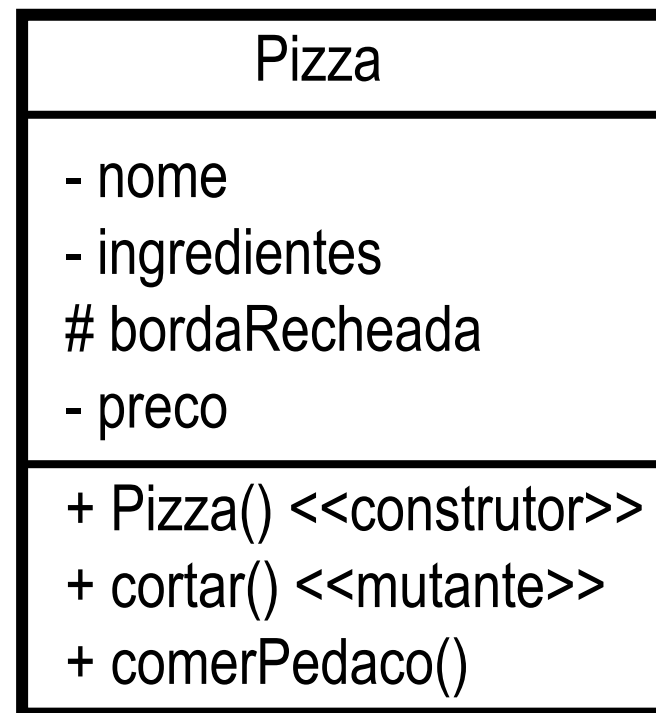 Pizza
- nome
- ingredientes
# bordaRecheada
- preco
+ Pizza() <<construtor>>
+ cortar() <<mutante>>
+ comerPedaco()